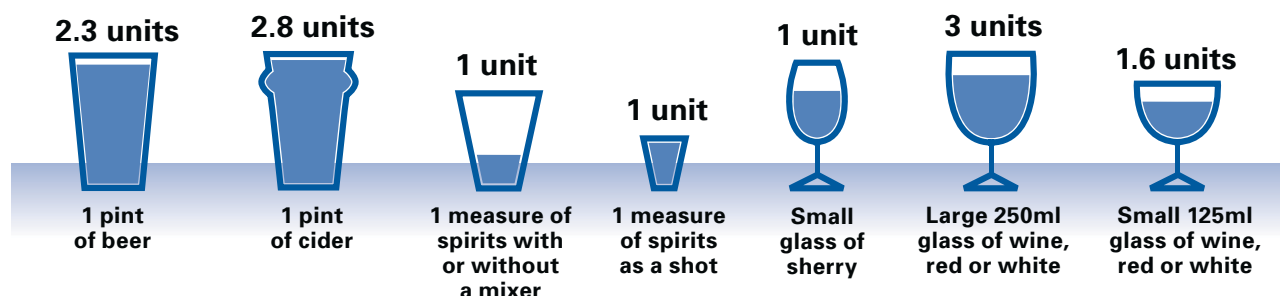 2.3 units
1 pint
of beer
2.8 units
1 pint
of cider
1 unit
1 measure of
spirits with
or without
a mixer
1 unit
1 measure
of spirits
as a shot
1 unit
Small
glass of
sherry
3 units
Large 250ml
glass of wine,
red or white
1.6 units
Small 125ml
glass of wine,
red or white